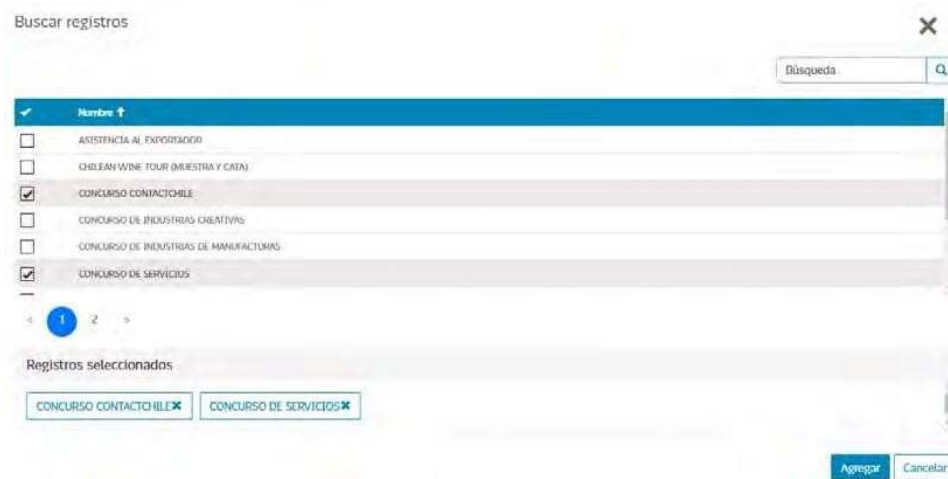 Buscar registros
Búsqueda
Nombre
ASISTENCIA AL EXPORTADOR
CHILEAN WINE TOUR (MUESTRA Y CATA)
CONCURSO CONTACTCHILE
CONCURSO DE INDUSTRIAS CREATIVAS
CONCURSO DE INDUSTRIAS DE MANUFACTURAS
CONCURSO DE SERVICIOS
< 1 2 >
Registros seleccionados
CONCURSO CONTACTCHILE CONCURSO DE SERVICIOS
Agregar Cancelar